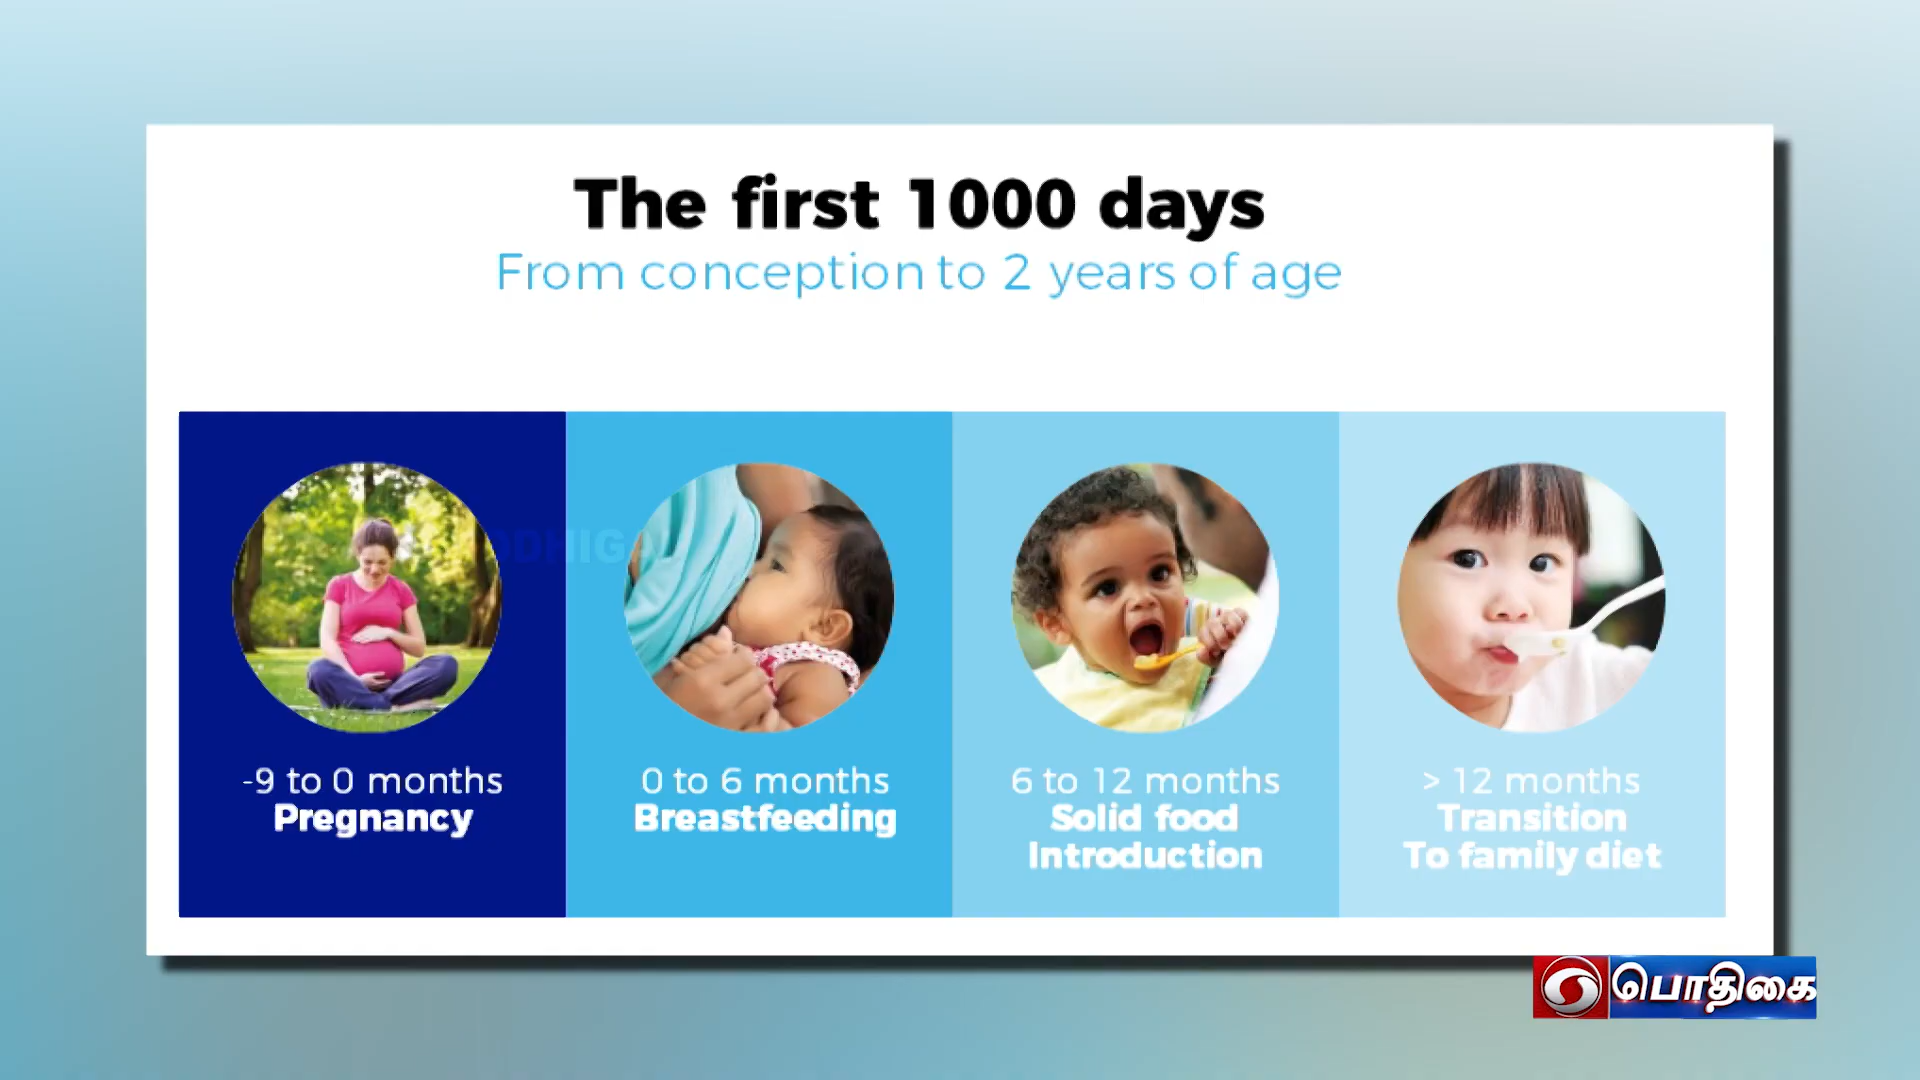 The first 1000 days
From conception to 2 years of age
-9 to 0 months
Pregnancy
0 to 6 months
Breastfeeding
6 to 12 months
Solid food
Introduction
> 12 months
Transition
To family diet
பொதிகை